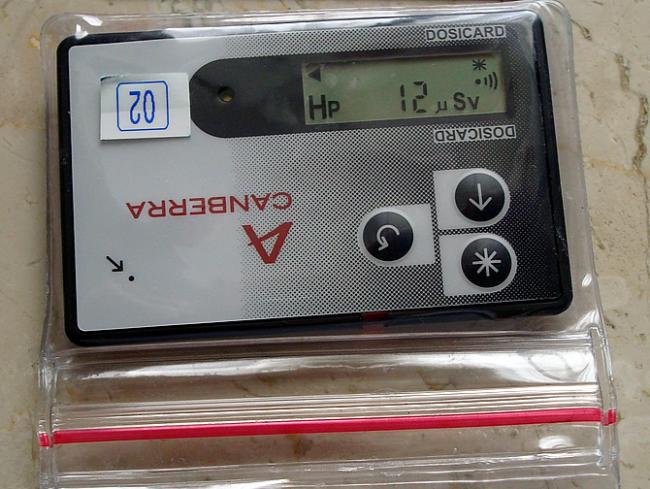 DOSICARD
Hp 12 µSv
DOSICARD
02
CANBERRA